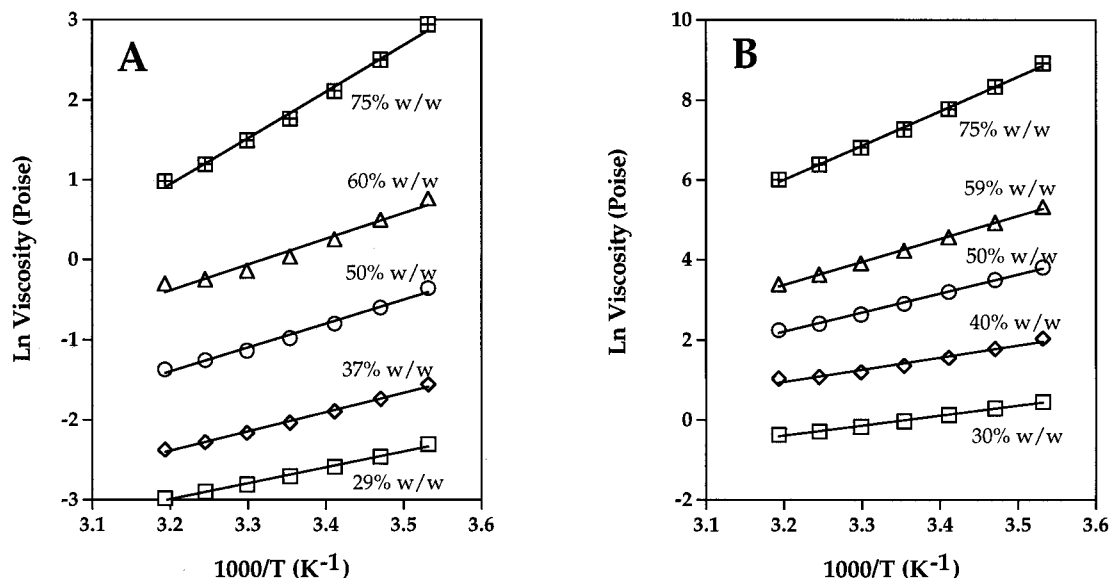 A
Ln Viscosity (Poise)
3
2
1
0
-1
-2
-3
75% w/w
60% w/w
50% w/w
37% w/w
29% w/w
3.1 3.2 3.3 3.4 3.5 3.6
1000/T (K⁻¹)
B
Ln Viscosity (Poise)
10
8
6
4
2
0
-2
75% w/w
59% w/w
50% w/w
40% w/w
30% w/w
3.1 3.2 3.3 3.4 3.5 3.6
1000/T (K⁻¹)